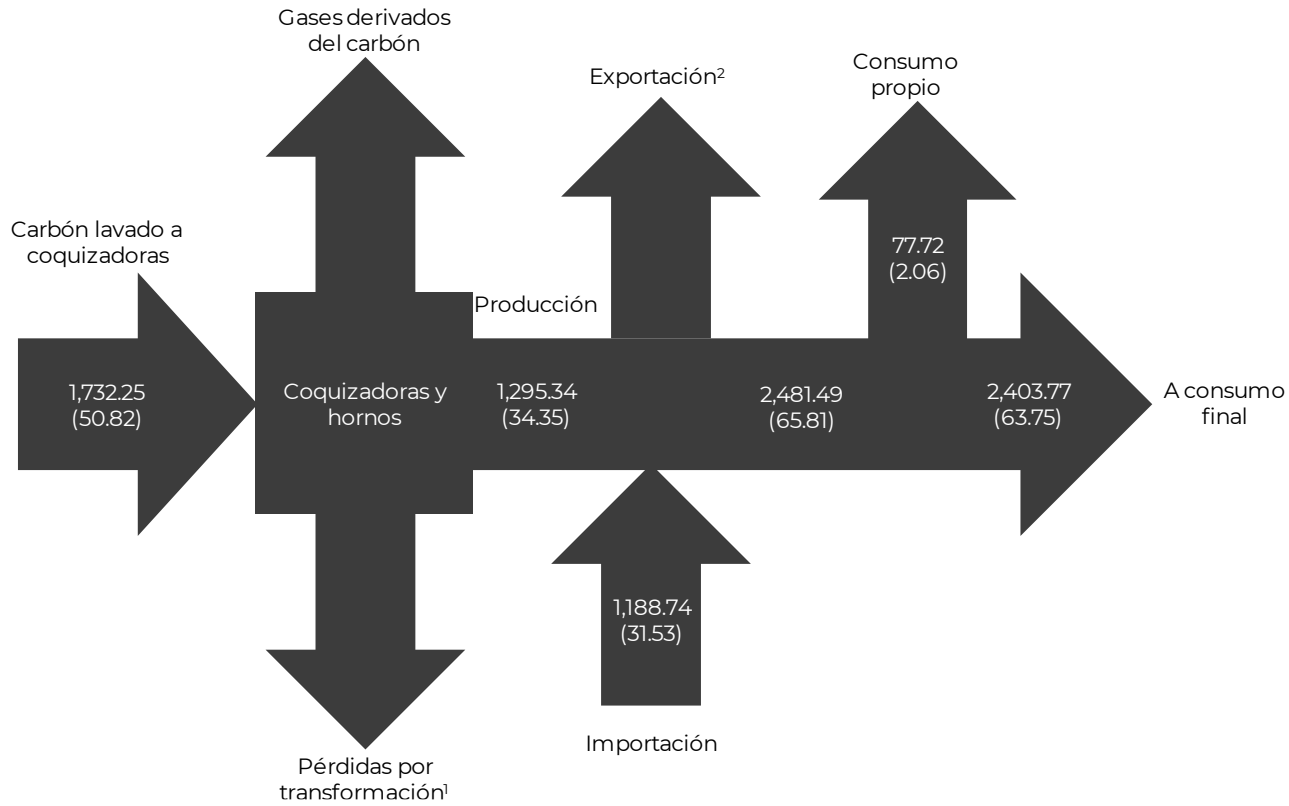 Gases derivados
del carbón
Exportación²
Consumo
propio
Carbón lavado a
coquizadoras
77.72
(2.06)
Producción
1,732.25
(50.82)
Coquizadoras y
hornos
1,295.34
(34.35)
2,481.49
(65.81)
2,403.77
(63.75)
A consumo
final
1,188.74
(31.53)
Importación
Pérdidas por
transformación¹